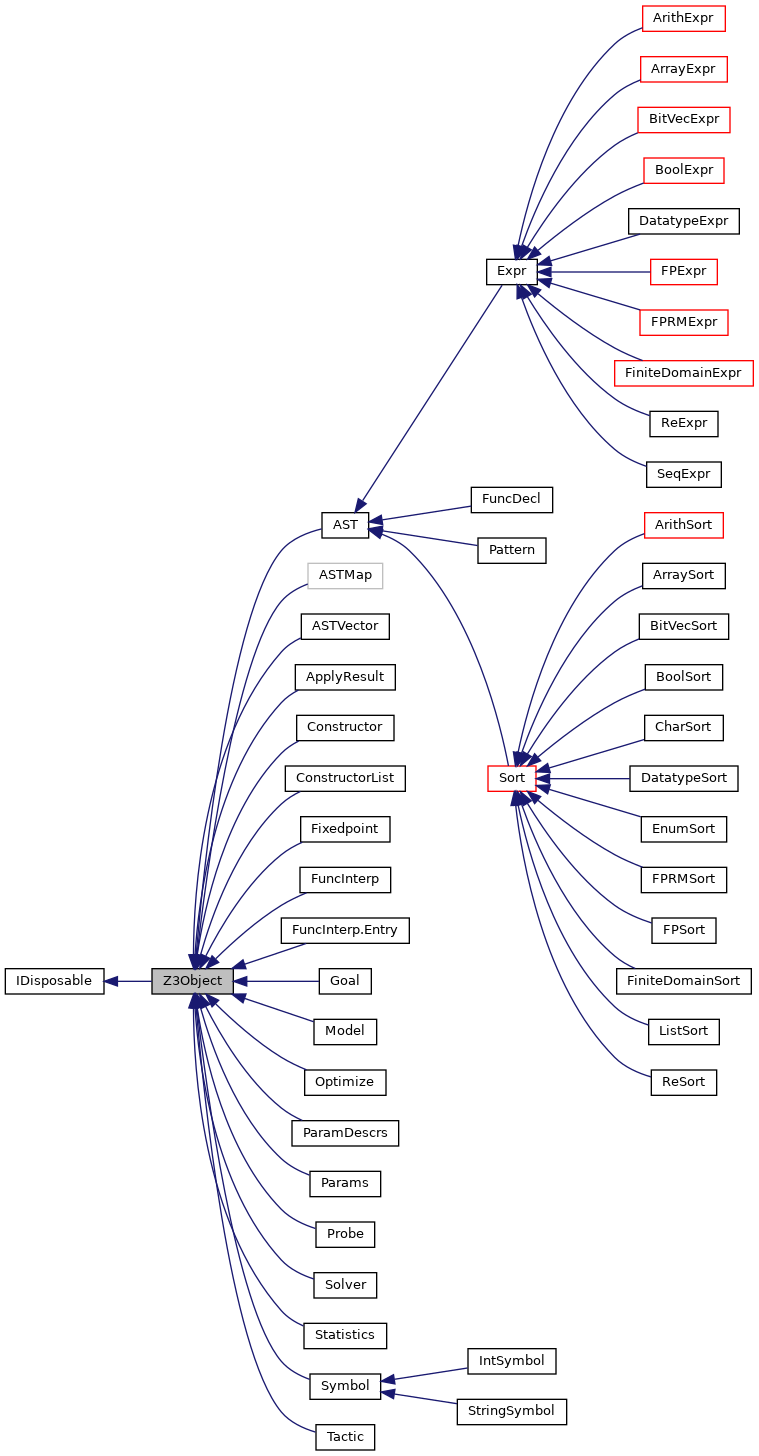 ArithExpr
ArrayExpr
BitVecExpr
BoolExpr
DatatypeExpr
Expr
FPExpr
FPRMExpr
FiniteDomainExpr
ReExpr
SeqExpr
FuncDecl
AST
ArithSort
Pattern
ASTMap
ArraySort
ASTVector
BitVecSort
ApplyResult
BoolSort
Constructor
CharSort
ConstructorList
Sort
DatatypeSort
Fixedpoint
EnumSort
FuncInterp
FPRMSort
FuncInterp.Entry
FPSort
IDisposable
Z3Object
Goal
FiniteDomainSort
Model
ListSort
Optimize
ReSort
ParamDescrs
Params
Probe
Solver
Statistics
IntSymbol
Symbol
StringSymbol
Tactic